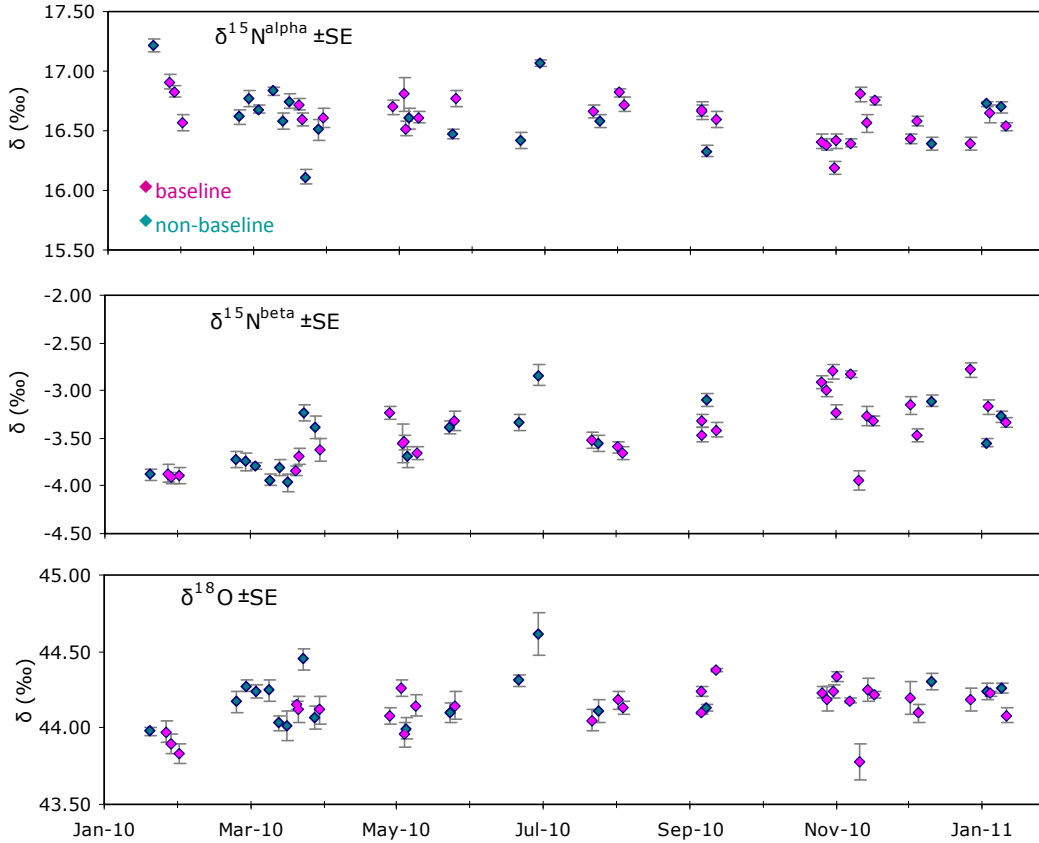 δ¹⁵Nᵃˡᵖʰᵃ ±SE
17.50
17.00
16.50
16.00
15.50
δ (‰)
baseline
non-baseline
δ¹⁵Nᵇᵉᵗᵃ ±SE
-2.00
-2.50
-3.00
-3.50
-4.00
-4.50
δ (‰)
δ¹⁸O ±SE
45.00
44.50
44.00
43.50
δ (‰)
Jan-10 Mar-10 May-10 Jul-10 Sep-10 Nov-10 Jan-11